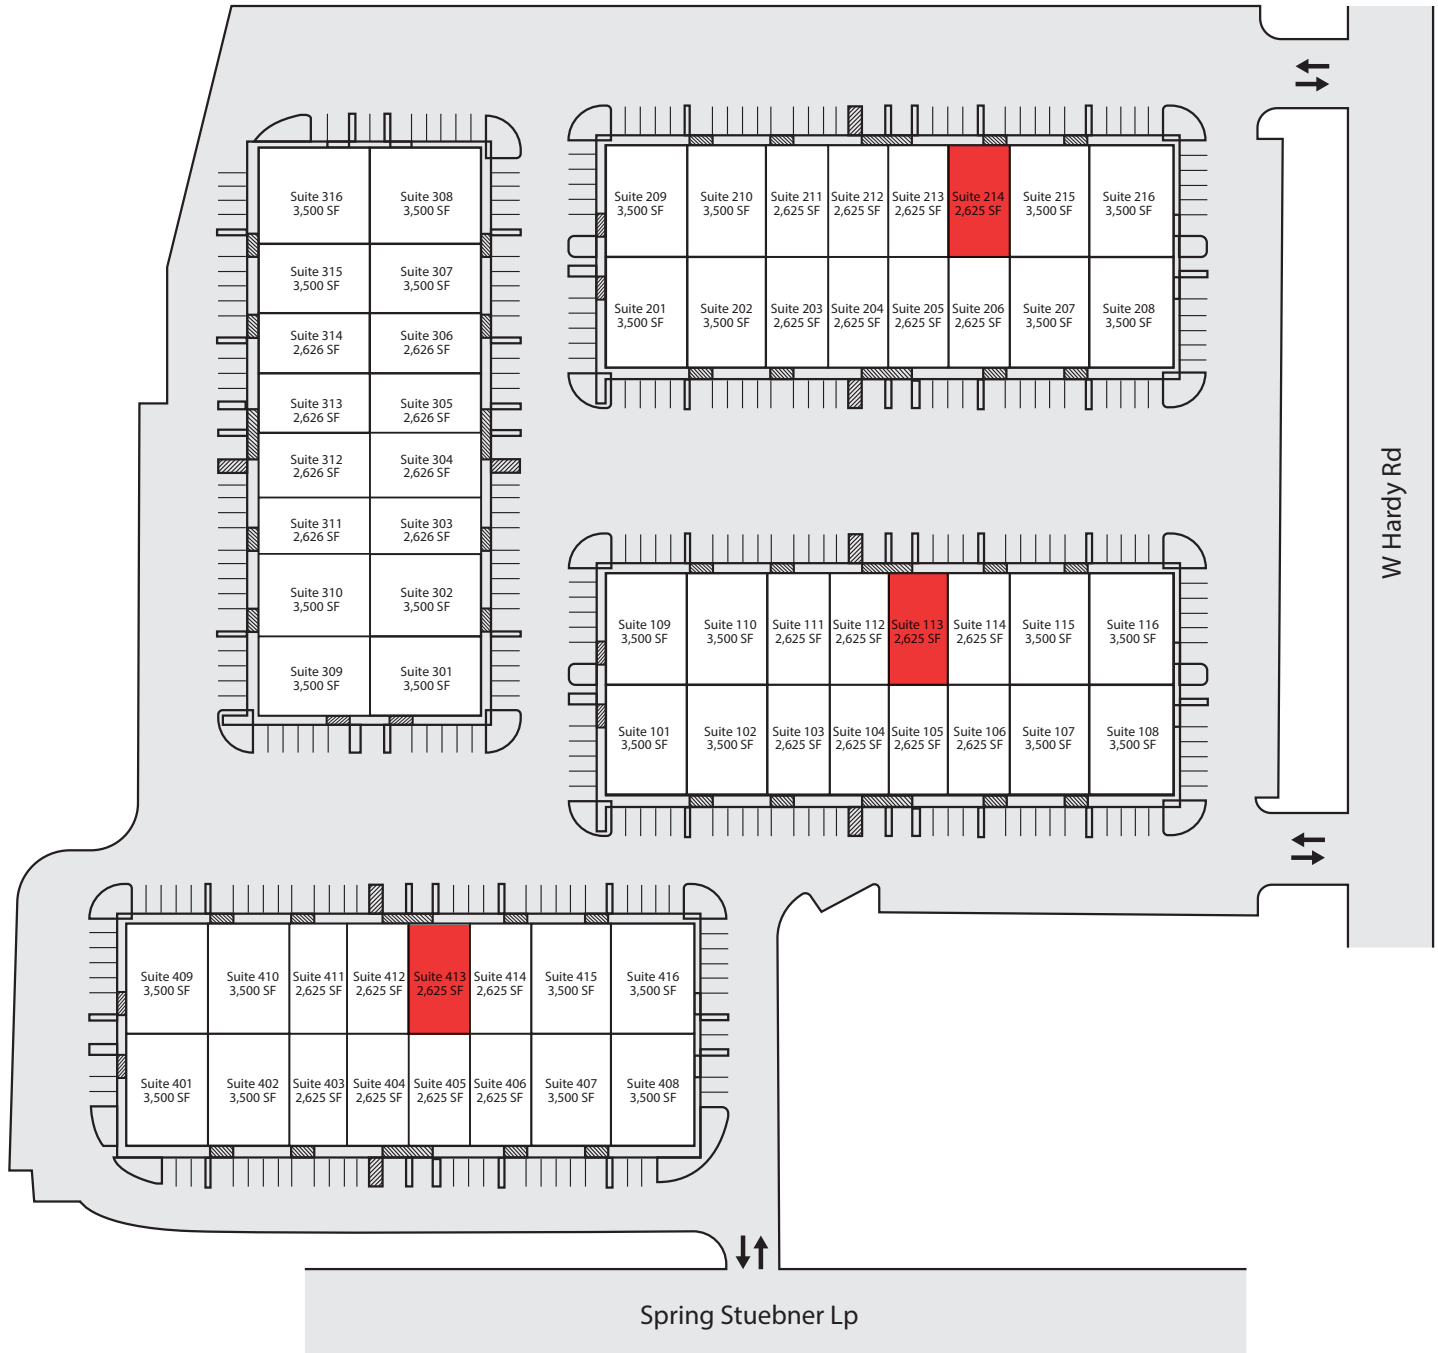 Suite 316
3,500 SF
Suite 308
3,500 SF
Suite 315
3,500 SF
Suite 307
3,500 SF
Suite 314
2,626 SF
Suite 306
2,626 SF
Suite 313
2,626 SF
Suite 305
2,626 SF
Suite 312
2,626 SF
Suite 304
2,626 SF
Suite 311
2,626 SF
Suite 303
2,626 SF
Suite 310
3,500 SF
Suite 302
3,500 SF
Suite 309
3,500 SF
Suite 301
3,500 SF
Suite 209
3,500 SF
Suite 210
3,500 SF
Suite 211
2,625 SF
Suite 212
2,625 SF
Suite 213
2,625 SF
Suite 214
2,625 SF
Suite 215
3,500 SF
Suite 216
3,500 SF
Suite 201
3,500 SF
Suite 202
3,500 SF
Suite 203
2,625 SF
Suite 204
2,625 SF
Suite 205
2,625 SF
Suite 206
2,625 SF
Suite 207
3,500 SF
Suite 208
3,500 SF
W Hardy Rd
Suite 109
3,500 SF
Suite 110
3,500 SF
Suite 111
2,625 SF
Suite 112
2,625 SF
Suite 113
2,625 SF
Suite 114
2,625 SF
Suite 115
3,500 SF
Suite 116
3,500 SF
Suite 101
3,500 SF
Suite 102
3,500 SF
Suite 103
2,625 SF
Suite 104
2,625 SF
Suite 105
2,625 SF
Suite 106
2,625 SF
Suite 107
3,500 SF
Suite 108
3,500 SF
Suite 409
3,500 SF
Suite 410
3,500 SF
Suite 411
2,625 SF
Suite 412
2,625 SF
Suite 413
2,625 SF
Suite 414
2,625 SF
Suite 415
3,500 SF
Suite 416
3,500 SF
Suite 401
3,500 SF
Suite 402
3,500 SF
Suite 403
2,625 SF
Suite 404
2,625 SF
Suite 405
2,625 SF
Suite 406
2,625 SF
Suite 407
3,500 SF
Suite 408
3,500 SF
Spring Stuebner Lp